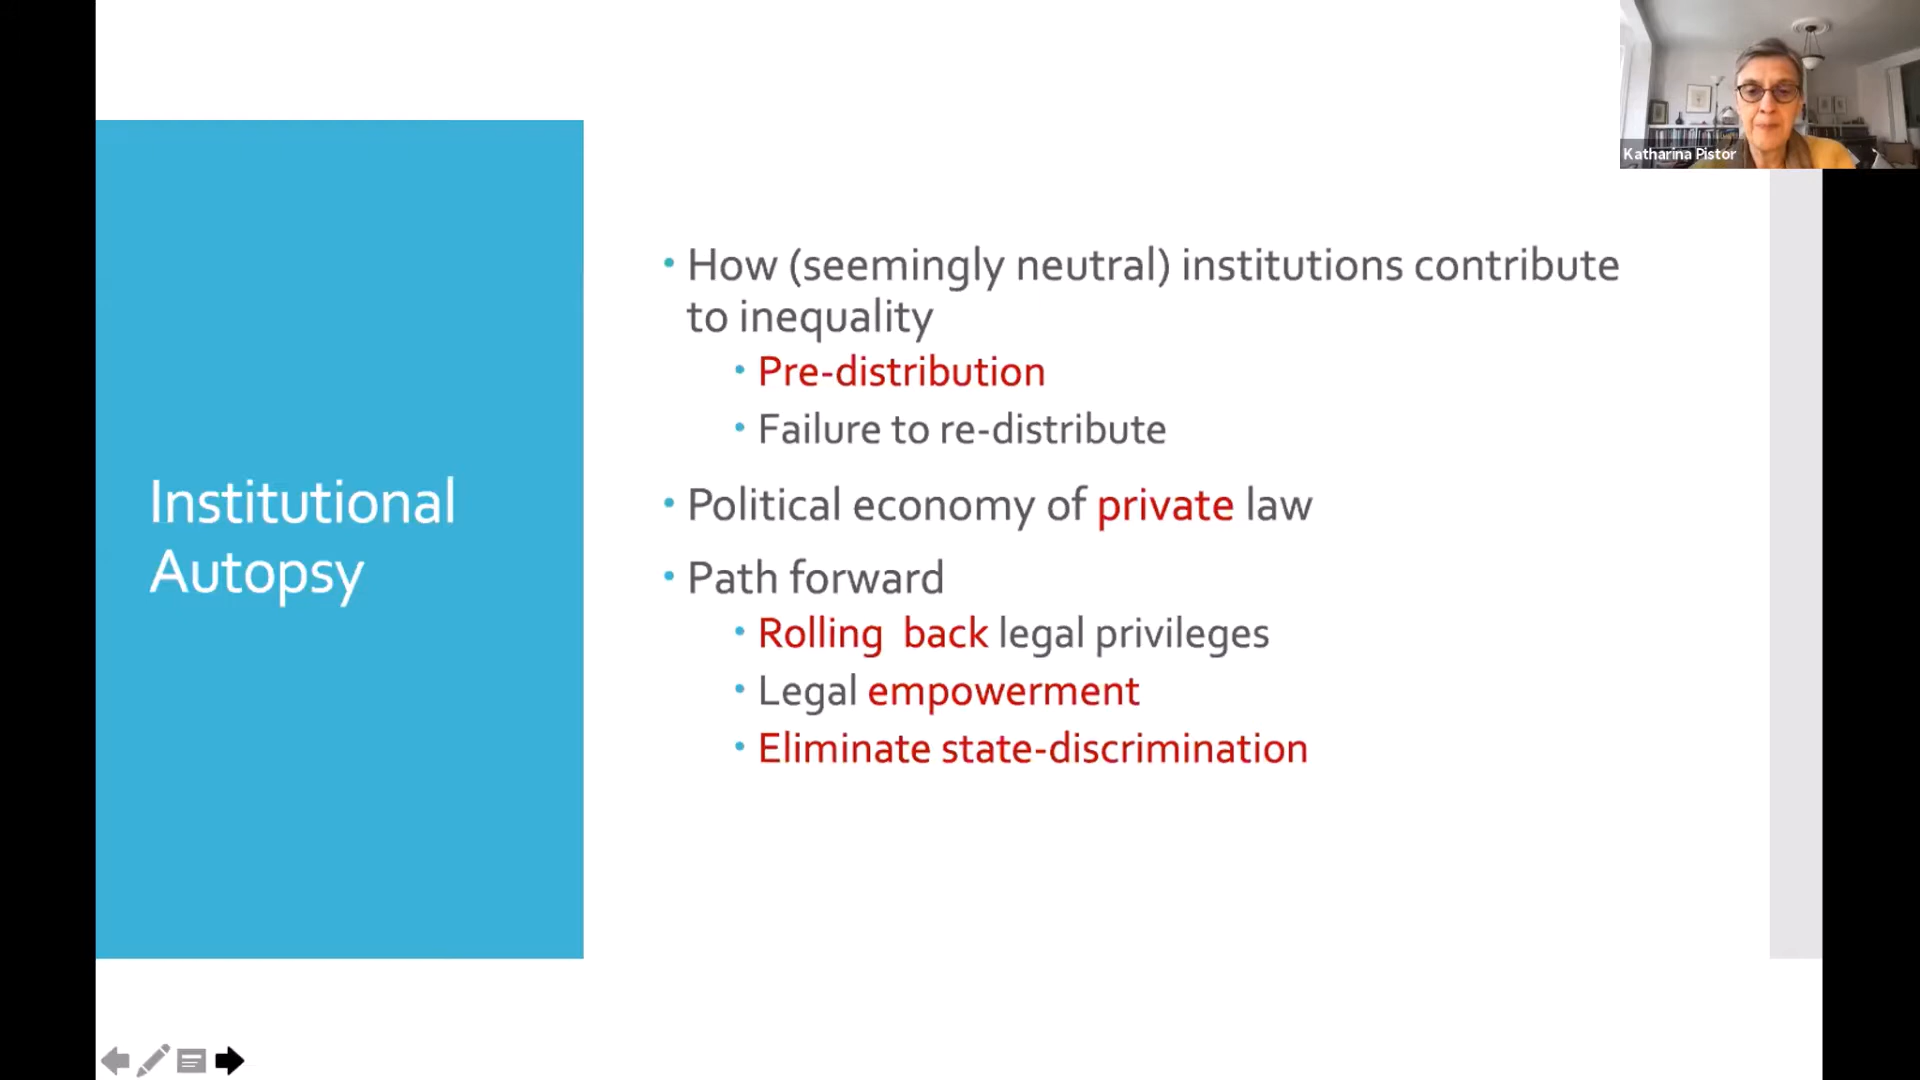 Katharina Pistor
Institutional
Autopsy
• How (seemingly neutral) institutions contribute
to inequality
• Pre-distribution
• Failure to re-distribute
• Political economy of private law
• Path forward
• Rolling  back legal privileges
• Legal empowerment
• Eliminate state-discrimination